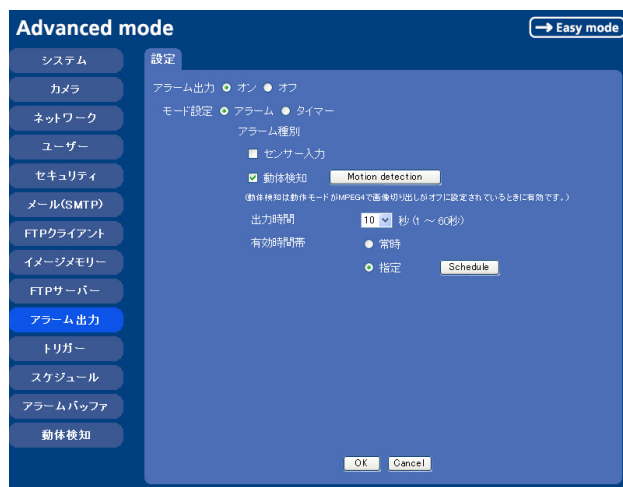 Advanced mode
→ Easy mode
システム
カメラ
ネットワーク
ユーザー
セキュリティ
メール(SMTP)
FTPクライアント
イメージメモリー
FTPサーバー
アラーム出力
トリガー
スケジュール
アラームバッファ
動体検知
設定
アラーム出力 オン オフ
モード設定 アラーム タイマー
アラーム種別
センサー入力
動体検知 Motion detection
(動体検知は動作モードがMPEG4で画像切り出しがオフに設定されているときに有効です。)
出力時間 10 秒(1 ～ 60秒)
有効時間帯 常時
指定 Schedule
OK Cancel